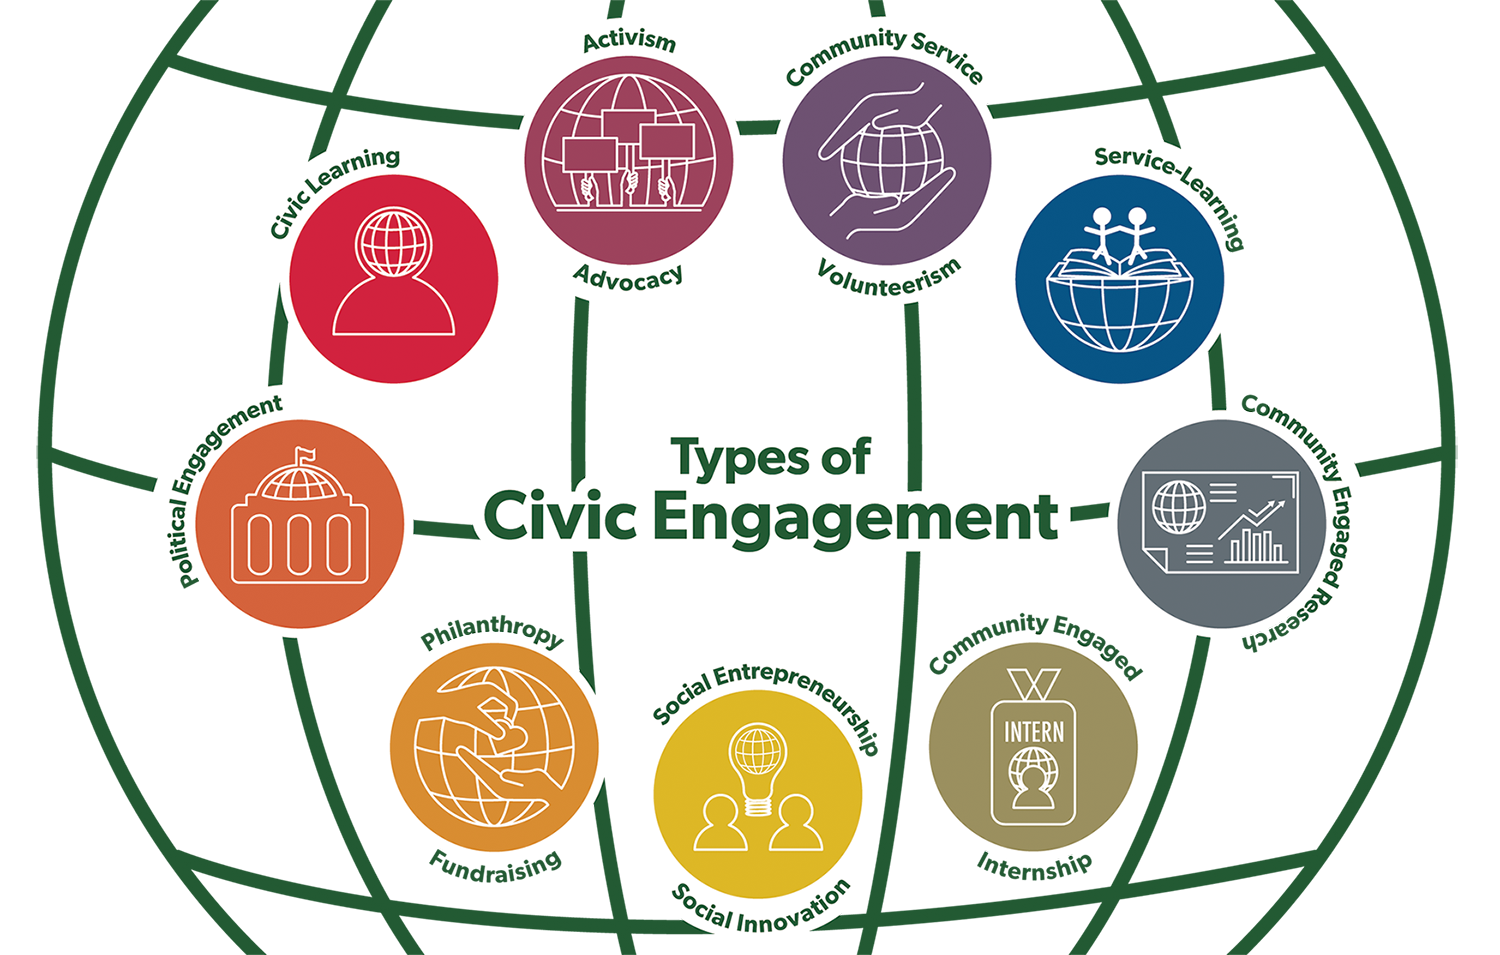 Activism
Advocacy
Community Service
Volunteerism
Civic Learning
Service-Learning
Political Engagement
Types of
Civic Engagement
Community Engaged Research
Philanthropy
Fundraising
Social Entrepreneurship
Social Innovation
Community Engaged
INTERN
Internship